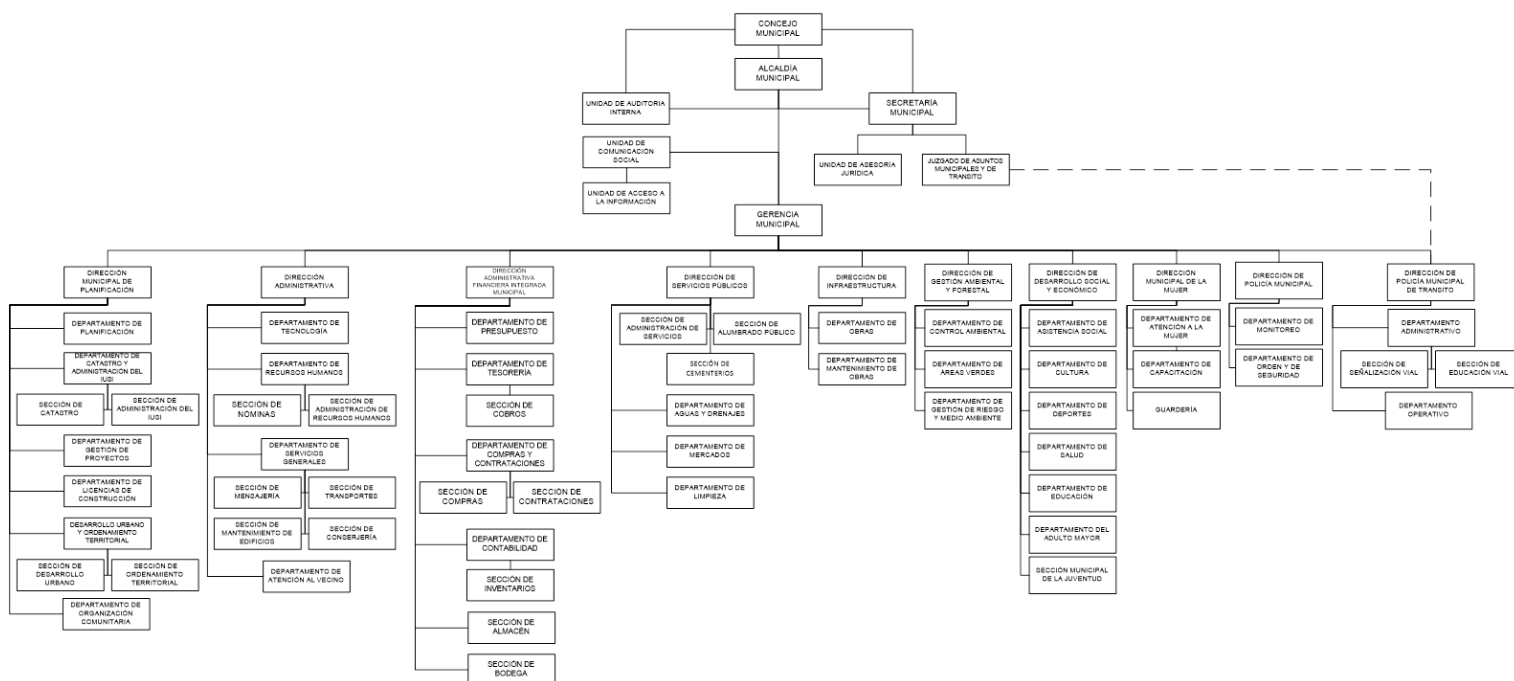 CONCEJO
MUNICIPAL
ALCALDÍA
MUNICIPAL
UNIDAD DE AUDITORIA
INTERNA
SECRETARÍA
MUNICIPAL
UNIDAD DE
COMUNICACIÓN
SOCIAL
UNIDAD DE ASESORÍA
JURÍDICA
JUZGADO DE ASUNTOS
MUNICIPALES Y DE
TRANSITO
UNIDAD DE ACCESO A
LA INFORMACIÓN
GERENCIA
MUNICIPAL
DIRECCIÓN
MUNICIPAL DE
PLANIFICACIÓN
DEPARTAMENTO DE
PLANIFICACIÓN
DEPARTAMENTO DE
CATASTRO Y
ADMINISTRACIÓN DEL
IUSI
SECCIÓN DE
CATASTRO
SECCIÓN DE
ADMINISTRACIÓN DEL
IUSI
DEPARTAMENTO DE
GESTIÓN DE
PROYECTOS
DEPARTAMENTO DE
LICENCIAS DE
CONSTRUCCIÓN
DESARROLLO URBANO
Y ORDENAMIENTO
TERRITORIAL
SECCIÓN DE
DESARROLLO
URBANO
SECCIÓN DE
ORDENAMIENTO
TERRITORIAL
DEPARTAMENTO DE
ORGANIZACIÓN
COMUNITARIA
DIRECCIÓN
ADMINISTRATIVA
DEPARTAMENTO DE
TECNOLOGÍA
DEPARTAMENTO DE
RECURSOS HUMANOS
SECCIÓN DE
NÓMINAS
SECCIÓN DE
ADMINISTRACIÓN DE
RECURSOS HUMANOS
DEPARTAMENTO DE
SERVICIOS
GENERALES
SECCIÓN DE
MENSAJERÍA
SECCIÓN DE
TRANSPORTES
SECCIÓN DE
MANTENIMIENTO DE
EDIFICIOS
SECCIÓN DE
CONSERJERÍA
DEPARTAMENTO DE
ATENCIÓN AL VECINO
DIRECCIÓN
ADMINISTRATIVA
FINANCIERA INTEGRADA
MUNICIPAL
DEPARTAMENTO DE
PRESUPUESTO
DEPARTAMENTO DE
TESORERÍA
SECCIÓN DE
COBROS
DEPARTAMENTO DE
COMPRAS Y
CONTRATACIONES
SECCIÓN DE
COMPRAS
SECCIÓN DE
CONTRATACIONES
DEPARTAMENTO DE
CONTABILIDAD
SECCIÓN DE
INVENTARIOS
SECCIÓN DE
ALMACÉN
SECCIÓN DE
BODEGA
DIRECCIÓN DE
SERVICIOS PÚBLICOS
SECCIÓN DE
ADMINISTRACIÓN DE
SERVICIOS
SECCIÓN DE
ALUMBRADO PÚBLICO
SECCIÓN DE
CEMENTERIOS
DEPARTAMENTO DE
AGUAS Y DRENAJES
DEPARTAMENTO DE
MERCADOS
DEPARTAMENTO DE
LIMPIEZA
DIRECCIÓN DE
INFRAESTRUCTURA
DEPARTAMENTO DE
OBRAS
DEPARTAMENTO DE
MANTENIMIENTO DE
OBRAS
DIRECCIÓN DE
GESTIÓN AMBIENTAL
Y FORESTAL
DEPARTAMENTO DE
CONTROL AMBIENTAL
DEPARTAMENTO DE
ÁREAS VERDES
DEPARTAMENTO DE
GESTIÓN DE RIESGO
Y MEDIO AMBIENTE
DIRECCIÓN DE
DESARROLLO SOCIAL
Y ECONÓMICO
DEPARTAMENTO DE
ASISTENCIA SOCIAL
DEPARTAMENTO DE
CULTURA
DEPARTAMENTO DE
DEPORTES
DEPARTAMENTO DE
SALUD
DEPARTAMENTO DE
EDUCACIÓN
DEPARTAMENTO DEL
ADULTO MAYOR
SECCIÓN MUNICIPAL
DE LA JUVENTUD
DIRECCIÓN
MUNICIPAL DE LA
MUJER
DEPARTAMENTO DE
ATENCIÓN A LA
MUJER
DEPARTAMENTO DE
CAPACITACIÓN
GUARDERÍA
DIRECCIÓN DE
POLICÍA MUNICIPAL
DEPARTAMENTO DE
MONITOREO
DEPARTAMENTO DE
ORDEN Y DE
SEGURIDAD
DIRECCIÓN DE
POLICÍA MUNICIPAL
DE TRANSITO
DEPARTAMENTO
ADMINISTRATIVO
SECCIÓN DE
SEÑALIZACIÓN VIAL
SECCIÓN DE
EDUCACIÓN VIAL
DEPARTAMENTO
OPERATIVO